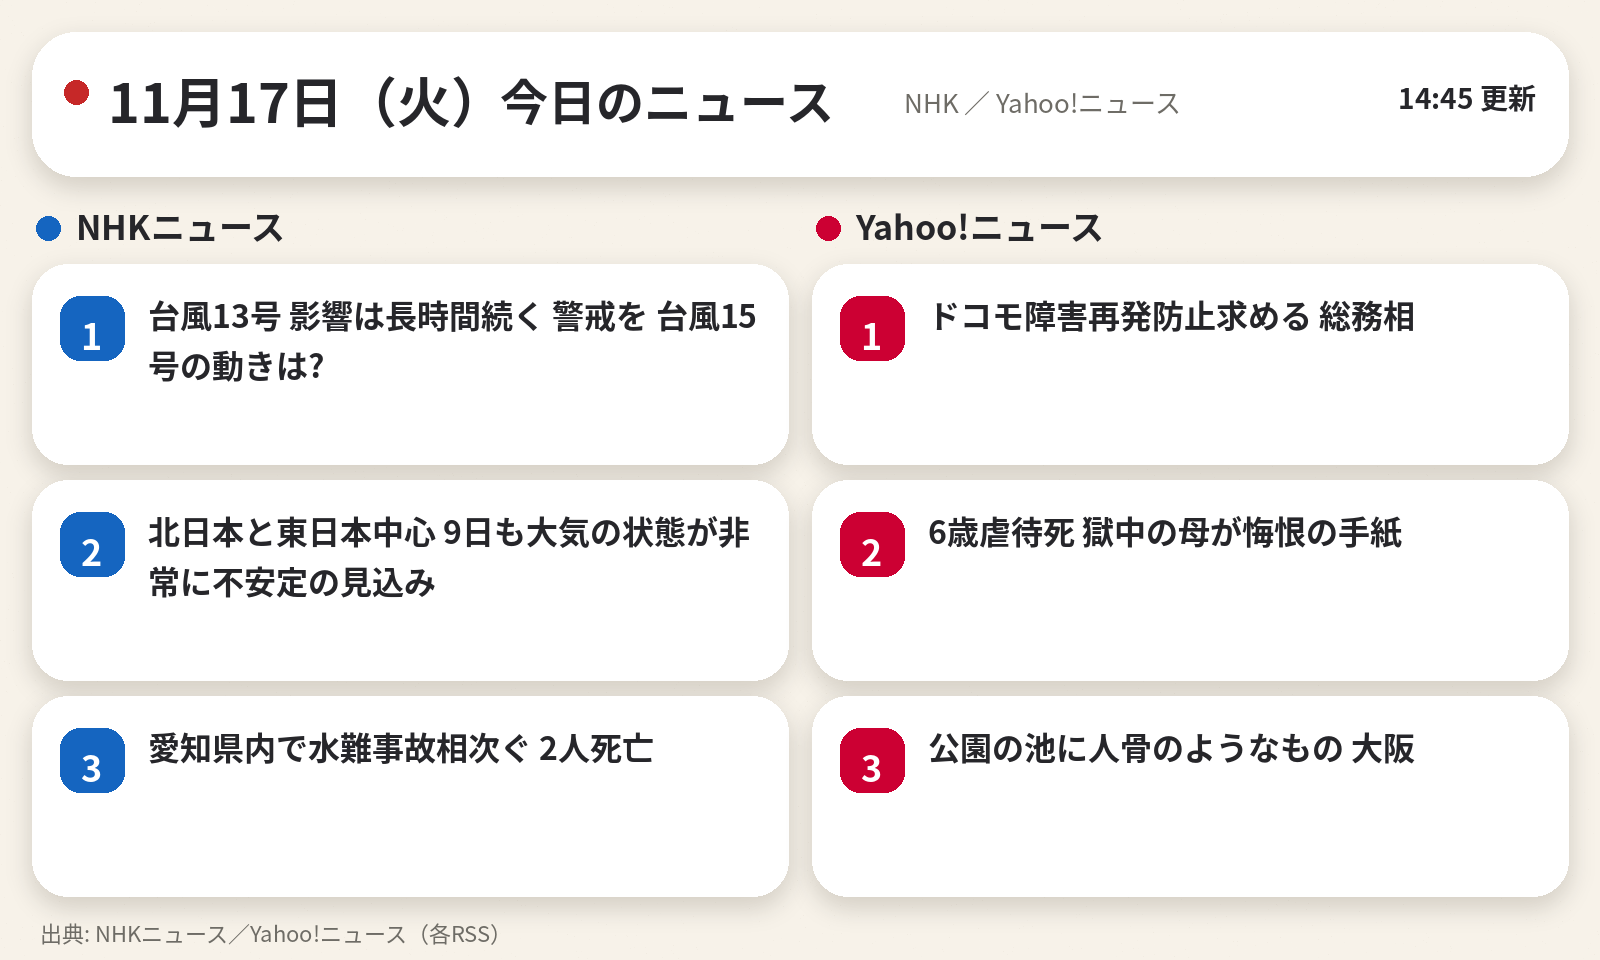 11月17日（火）今日のニュース
NHK ／ Yahoo!ニュース
14:45 更新
NHKニュース
1
台風13号 影響は長時間続く 警戒を 台風15
号の動きは?
2
北日本と東日本中心 9日も大気の状態が非
常に不安定の見込み
3
愛知県内で水難事故相次ぐ 2人死亡
Yahoo!ニュース
1
ドコモ障害再発防止求める 総務相
2
6歳虐待死 獄中の母が悔恨の手紙
3
公園の池に人骨のようなもの 大阪
出典: NHKニュース／Yahoo!ニュース（各RSS）